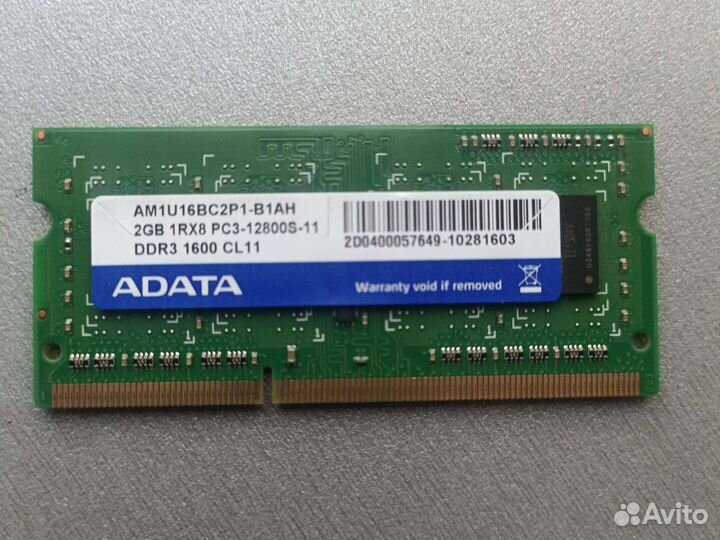 AM1U16BC2P1-B1AH
2GB 1RX8 PC3-12800S-11
DDR3 1600 CL11
2D0400057649-10281603
ADATA
Warranty void if removed
Avito